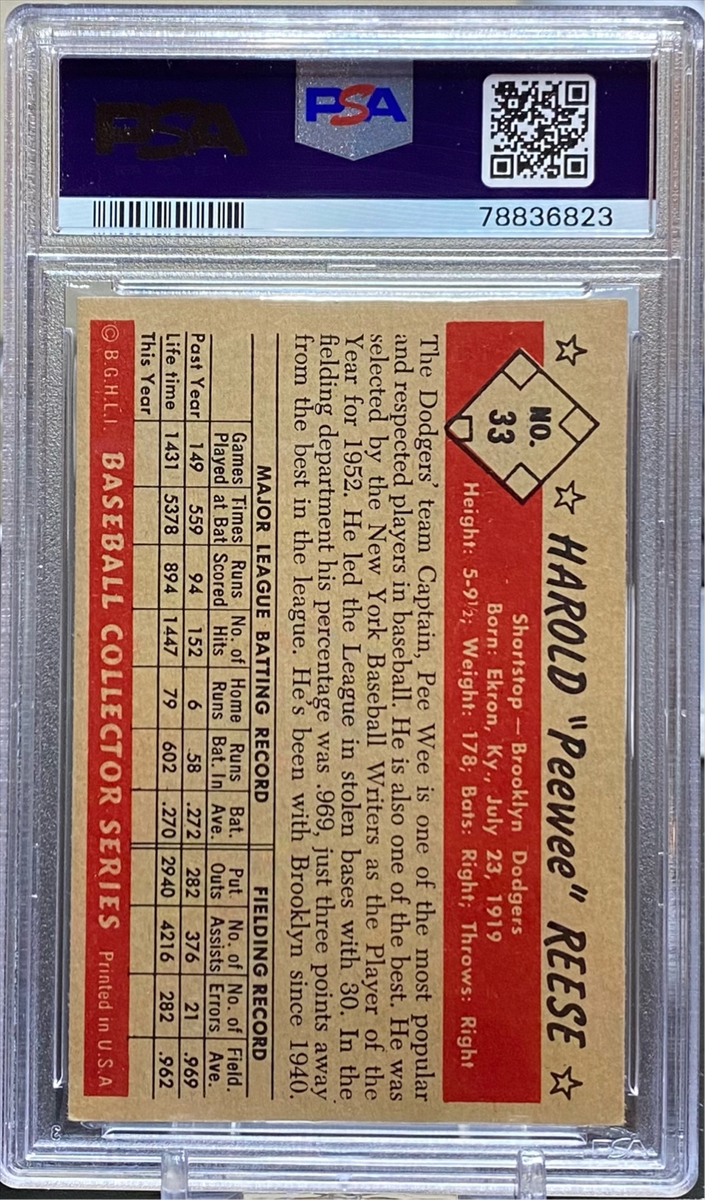 PSA
PSA
78836823
NO.
33
HAROLD "Peewee" REESE
Shortstop — Brooklyn Dodgers
Born: Ekron, Ky., July 23, 1919
Height: 5-9½; Weight: 178; Bats: Right; Throws: Right
The Dodgers' team Captain, Pee Wee is one of the most popular
and respected players in baseball. He is also one of the best. He was
selected by the New York Baseball Writers as the Player of the
Year for 1952. He led the League in stolen bases with 30. In the
fielding department his percentage was .969, just three points away
from the best in the league. He's been with Brooklyn since 1940.
MAJOR LEAGUE BATTING RECORD FIELDING RECORD
Games Times Runs No. of Home Runs Bat. Put. No. of No. of Field.
Played at Bat Scored Hits Runs Bat. In Ave. Outs Assists Errors Ave.
Past Year 149 559 94 152 6 58 .272 282 376 21 .969
Life time 1431 5378 894 1447 79 602 .270 2940 4216 282 .962
This Year
© B.G.H.L.I. BASEBALL COLLECTOR SERIES Printed in U.S.A
PSA